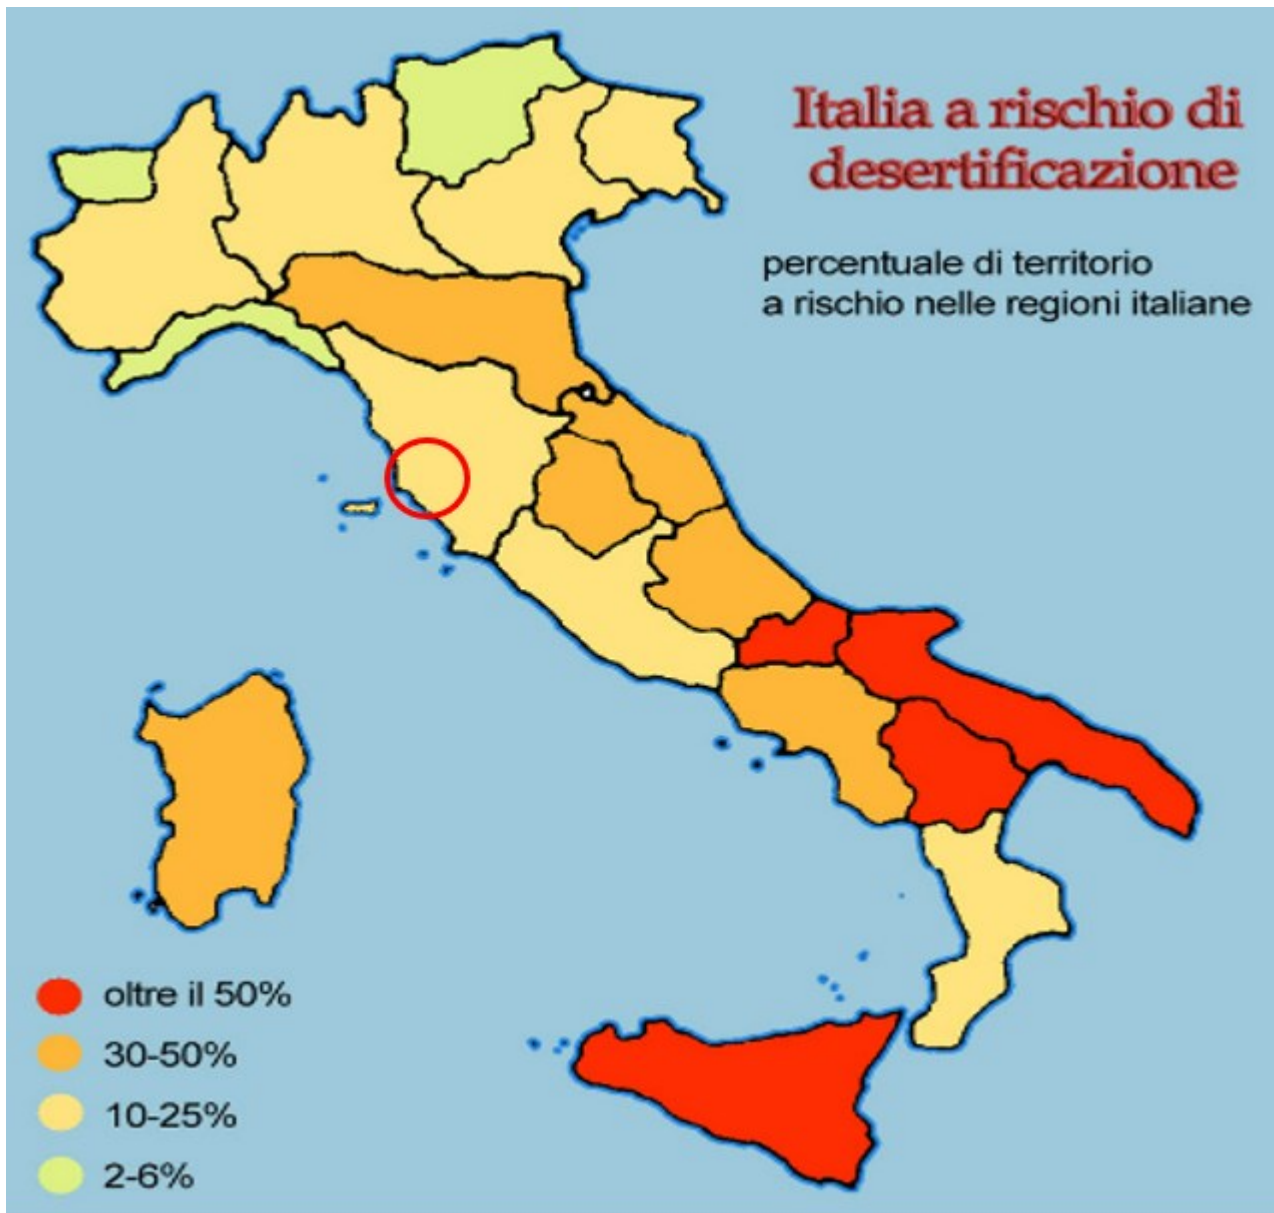 Italia a rischio di
desertificazione
percentuale di territorio
a rischio nelle regioni italiane
oltre il 50%
30-50%
10-25%
2-6%